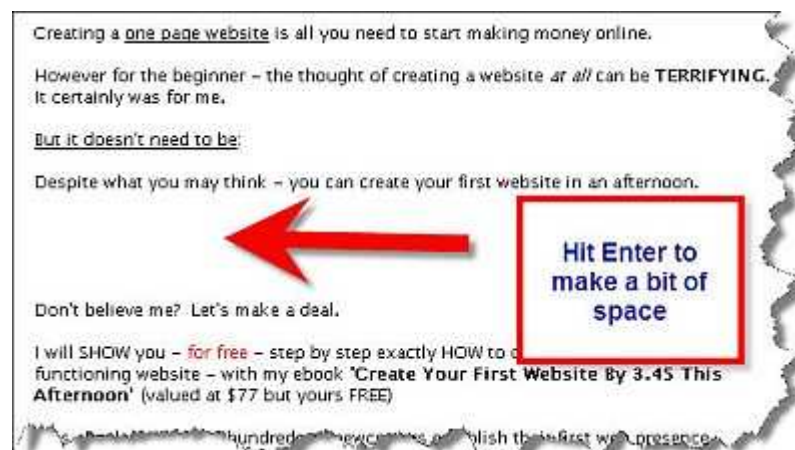 Creating a one page website is all you need to start making money online.
However for the beginner – the thought of creating a website at all can be TERRIFYING.
It certainly was for me.
But it doesn't need to be:
Despite what you may think – you can create your first website in an afternoon.
Hit Enter to
make a bit of
space
Don't believe me? Let's make a deal.
I will SHOW you – for free – step by step exactly HOW to
functioning website – with my ebook "Create Your First Website By 3.45 This
Afternoon' (valued at $77 but yours FREE)
hundreds their first web presence